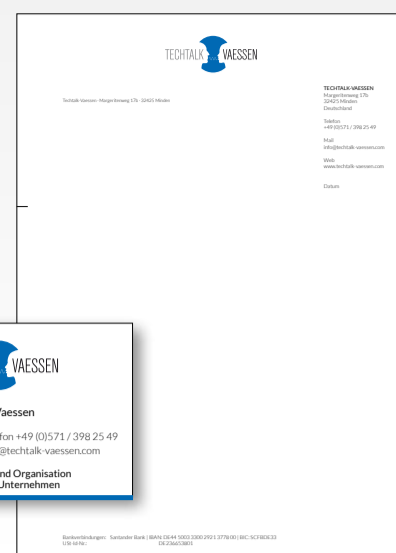 TECHTALK VAESSEN
Techtalk-Vaessen · Margeritenweg 17b · 32425 Minden
TECHTALK-VAESSEN
Margeritenweg 17b
32425 Minden
Deutschland
Telefon
+49 (0)571 / 398 25 49
Mail
info@techtalk-vaessen.com
Web
www.techtalk-vaessen.com
Datum
VAESSEN
Vaessen
fon +49 (0)571 / 398 25 49
@techtalk-vaessen.com
nd Organisation
Unternehmen
Bankverbindungen: Santander Bank | IBAN: DE44 5003 3300 2921 3778 00 | BIC: SCFBDE33
USt-Id Nr.: DE236653801